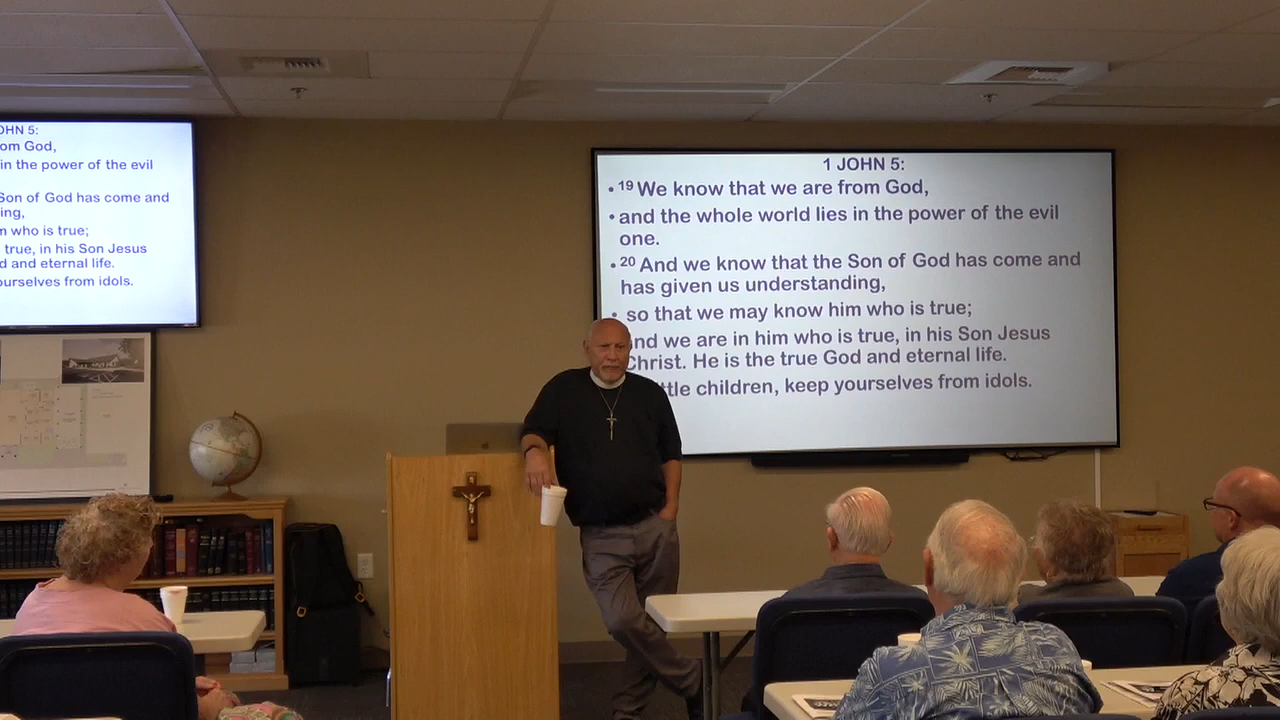 OHN 5:
om God,
in the power of the evil
Son of God has come and
ing,
m who is true;
true, in his Son Jesus
d and eternal life.
ourselves from idols.
1 JOHN 5:
• 19 We know that we are from God,
• and the whole world lies in the power of the evil
one.
• 20 And we know that the Son of God has come and
has given us understanding,
• so that we may know him who is true;
nd we are in him who is true, in his Son Jesus
Christ. He is the true God and eternal life.
ttle children, keep yourselves from idols.